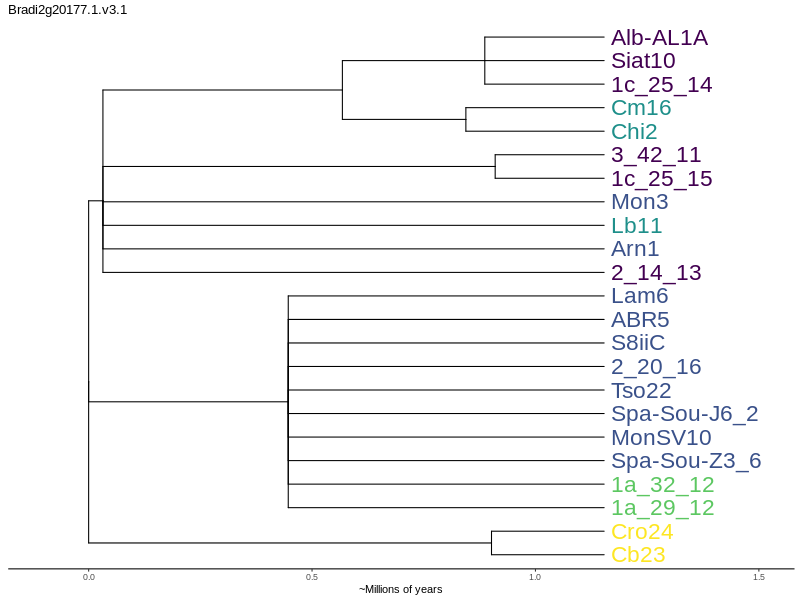 Bradi2g20177.1.v3.1
Alb-AL1A
Siat10
1c_25_14
Cm16
Chi2
3_42_11
1c_25_15
Mon3
Lb11
Arn1
2_14_13
Lam6
ABR5
S8iiC
2_20_16
Tso22
Spa-Sou-J6_2
MonSV10
Spa-Sou-Z3_6
1a_32_12
1a_29_12
Cro24
Cb23
0.0 0.5 1.0 1.5
~Millions of years